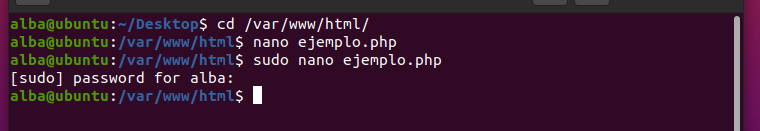 alba@ubuntu:~/Desktop$ cd /var/www/html/
alba@ubuntu:/var/www/html$ nano ejemplo.php
alba@ubuntu:/var/www/html$ sudo nano ejemplo.php
[sudo] password for alba:
alba@ubuntu:/var/www/html$